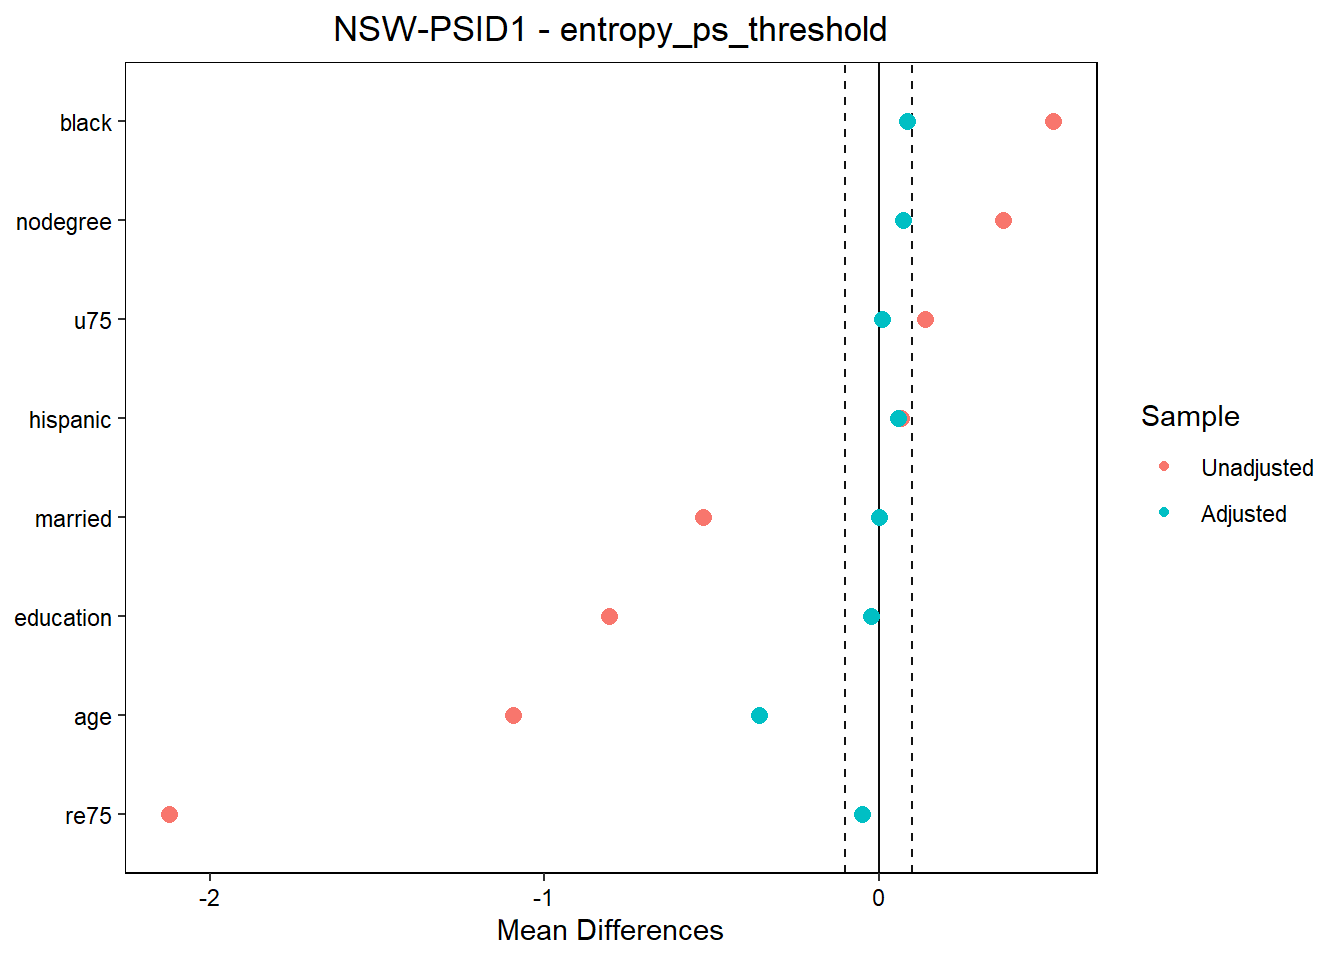 NSW-PSID1 - entropy_ps_threshold
black
nodegree
u75
hispanic
married
education
age
re75
-2 -1 0
Mean Differences
Sample
Unadjusted
Adjusted